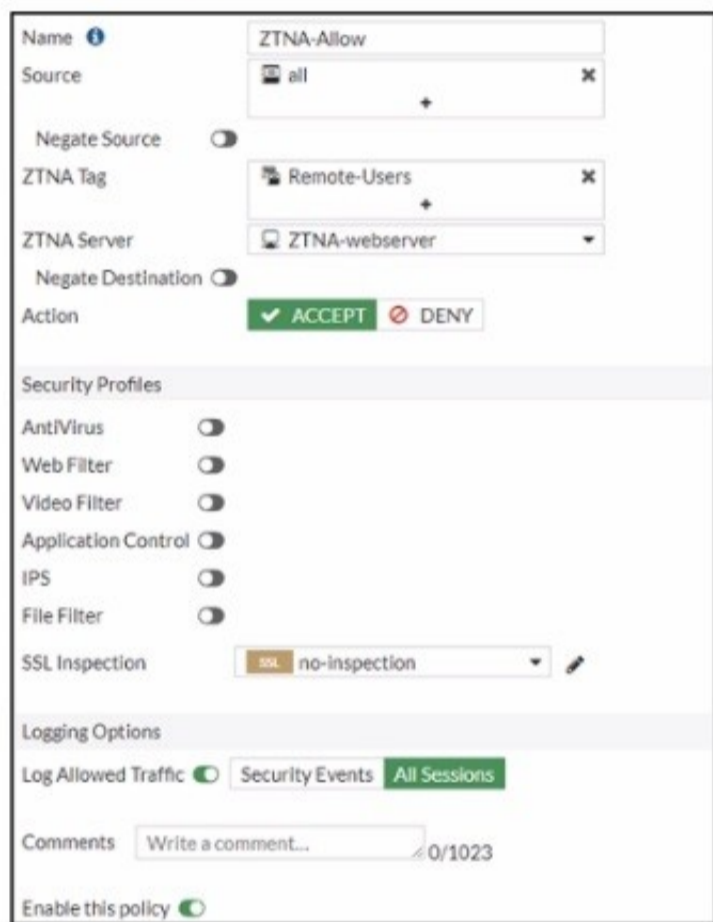 Name
ZTNA-Allow
Source
all
Negate Source
ZTNA Tag
Remote-Users
ZTNA Server
ZTNA-webserver
Negate Destination
Action
ACCEPT DENY
Security Profiles
AntiVirus
Web Filter
Video Filter
Application Control
IPS
File Filter
SSL Inspection
SSL no-inspection
Logging Options
Log Allowed Traffic Security Events All Sessions
Comments Write a comment... 0/1023
Enable this policy